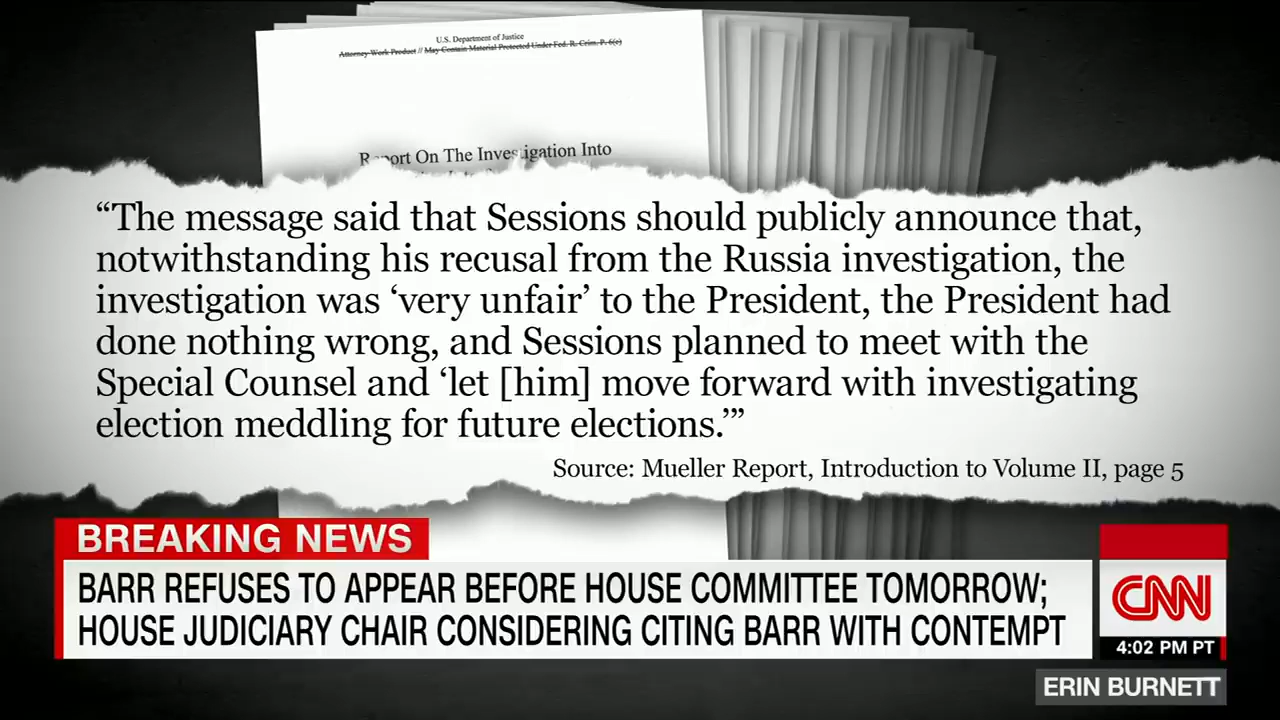 U.S. Department of Justice
Attorney Work Product // May Contain Material Protected Under Fed. R. Crim. P. 6(e)
Report On The Investigation Into
“The message said that Sessions should publicly announce that,
notwithstanding his recusal from the Russia investigation, the
investigation was ‘very unfair’ to the President, the President had
done nothing wrong, and Sessions planned to meet with the
Special Counsel and ‘let [him] move forward with investigating
election meddling for future elections.’”
Source: Mueller Report, Introduction to Volume II, page 5
BREAKING NEWS
BARR REFUSES TO APPEAR BEFORE HOUSE COMMITTEE TOMORROW;
HOUSE JUDICIARY CHAIR CONSIDERING CITING BARR WITH CONTEMPT
CNN
4:02 PM PT
ERIN BURNETT